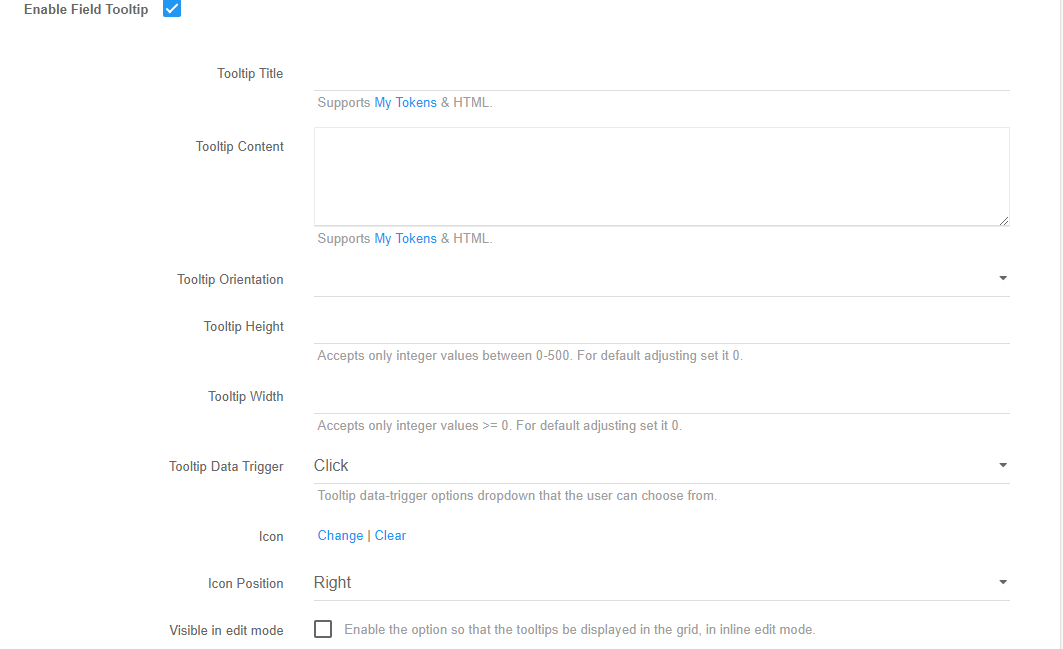 Enable Field Tooltip
Tooltip Title
Supports My Tokens & HTML.
Tooltip Content
Supports My Tokens & HTML.
Tooltip Orientation
Tooltip Height
Accepts only integer values between 0-500. For default adjusting set it 0.
Tooltip Width
Accepts only integer values >= 0. For default adjusting set it 0.
Tooltip Data Trigger Click
Tooltip data-trigger options dropdown that the user can choose from.
Icon Change | Clear
Icon Position Right
Visible in edit mode Enable the option so that the tooltips be displayed in the grid, in inline edit mode.